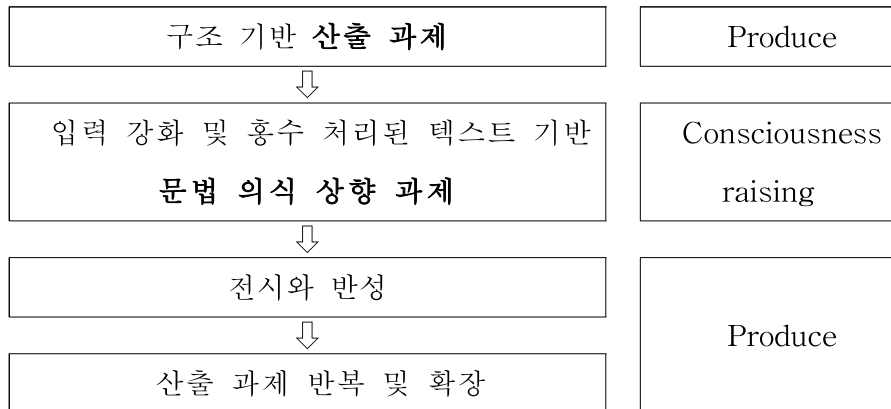 구조 기반 산출 과제
Produce
입력 강화 및 홍수 처리된 텍스트 기반
문법 의식 상향 과제
Consciousness
raising
전시와 반성
산출 과제 반복 및 확장
Produce